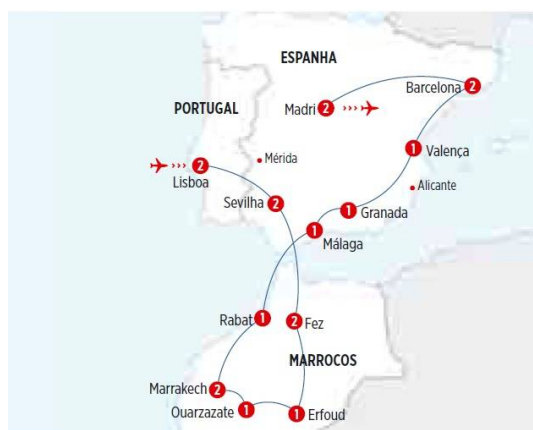 ESPANHA
Barcelona 2
PORTUGAL
Madri 2
1 Valença
Mérida
2
Lisboa
Alicante
Sevilha 2
1 Granada
1
Málaga
Rabat 1
2 Fez
MARROCOS
Marrakech 2
Ouarzazate 1
1 Erfoud